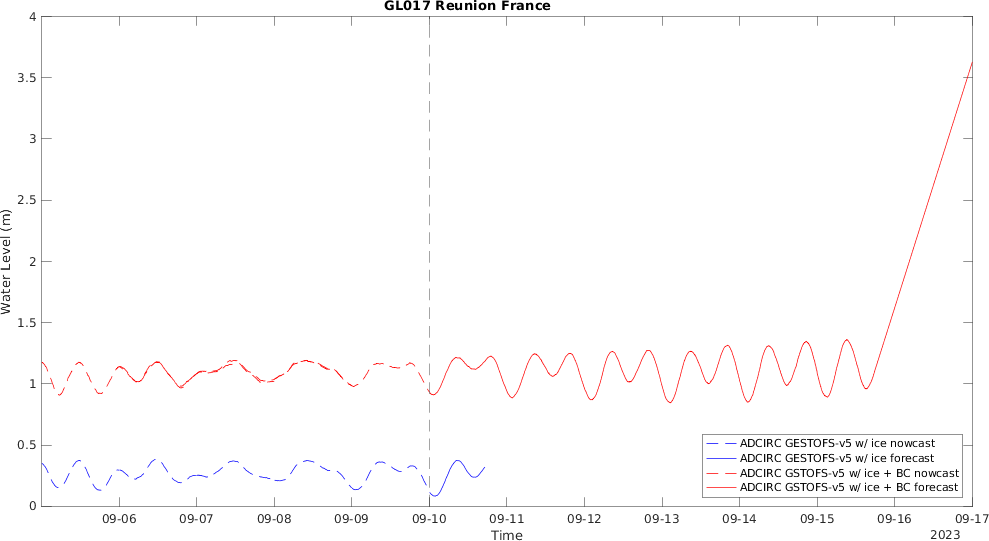 GL017 Reunion France
4
3.5
3
2.5
2
1.5
1
0.5
0
Water Level (m)
ADCIRC GESTOFS-v5 w/ ice nowcast
ADCIRC GESTOFS-v5 w/ ice forecast
ADCIRC GSTOFS-v5 w/ ice + BC nowcast
ADCIRC GSTOFS-v5 w/ ice + BC forecast
09-06 09-07 09-08 09-09 09-10 09-11 09-12 09-13 09-14 09-15 09-16 09-17
Time
2023